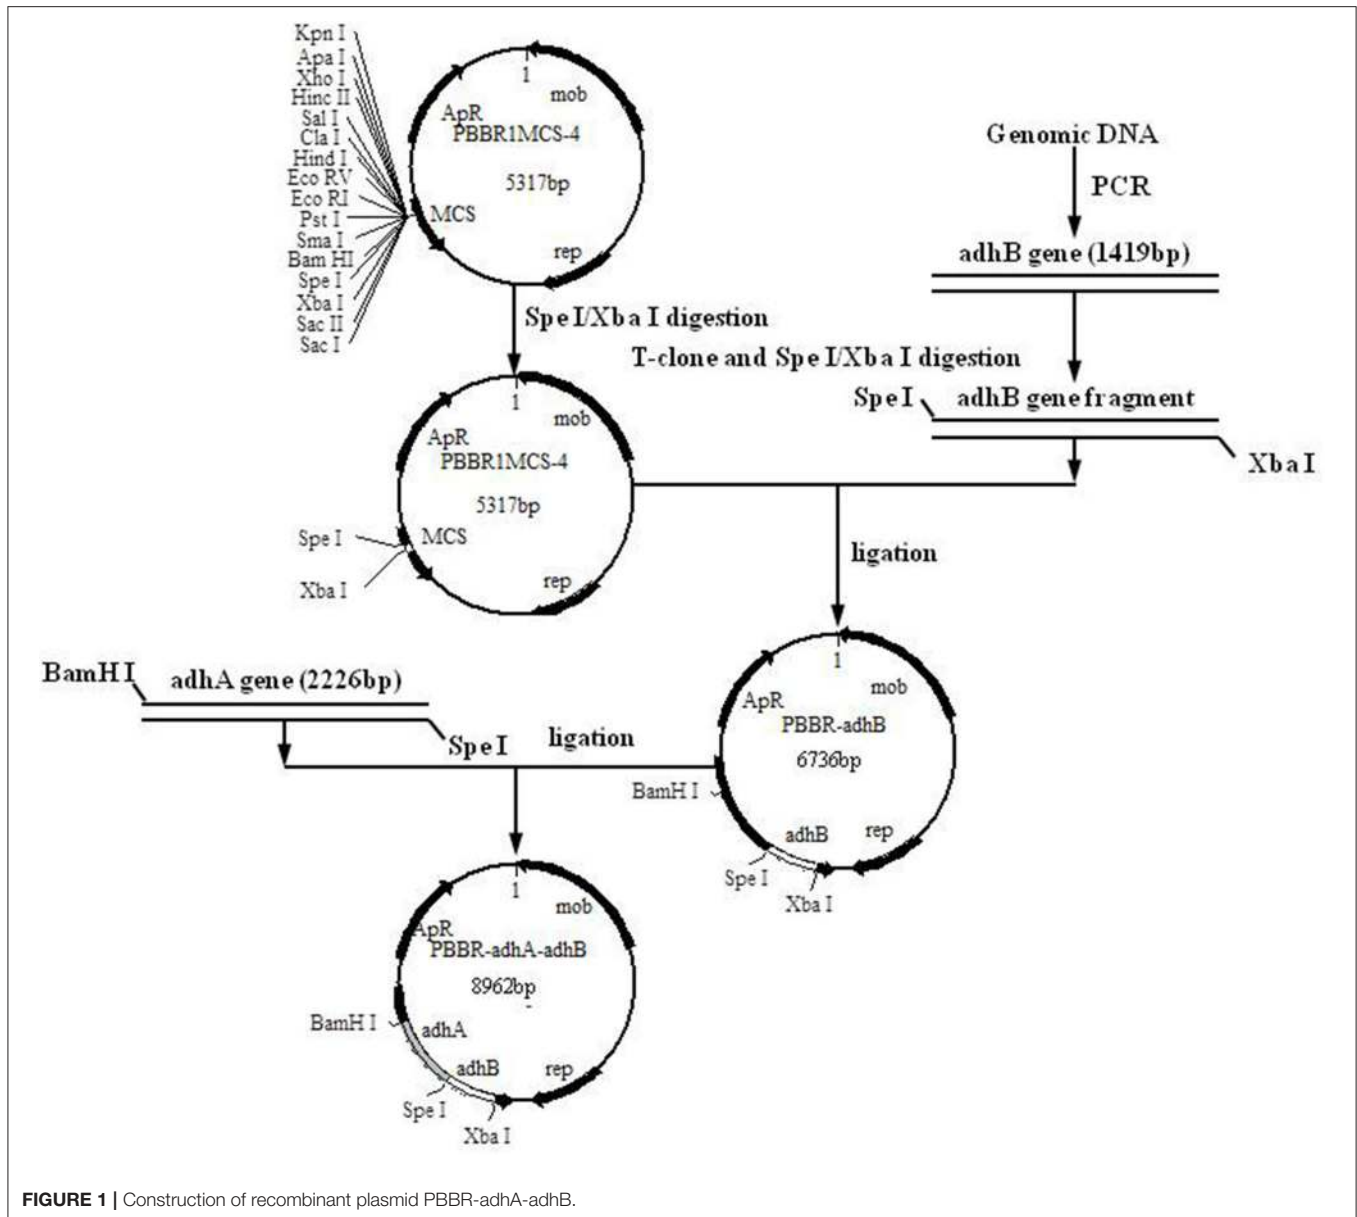 Kpn I
Apa I
Xho I
Hinc II
Sal I
Cla I
Hind I
Eco RV
Eco RI
Pst I
Sma I
Bam HI
Spe I
Xba I
Sac II
Sac I
1
mob
ApR
PBBR1MCS-4
5317bp
MCS
rep
Genomic DNA
PCR
adhB gene (1419bp)
Spe I/Xba I digestion
T-clone and Spe I/Xba I digestion
Spe I
adhB gene fragment
Xba I
1
mob
ApR
PBBR1MCS-4
5317bp
Spe I
MCS
Xba I
rep
ligation
BamH I
adhA gene (2226bp)
Spe I
ligation
1
mob
ApR
PBBR-adhB
6736bp
BamH I
adhB
rep
Spe I
Xba I
1
mob
ApR
PBBR-adhA-adhB
8962bp
BamH I
adhA
adhB
rep
Spe I
Xba I
FIGURE 1 | Construction of recombinant plasmid PBBR-adhA-adhB.